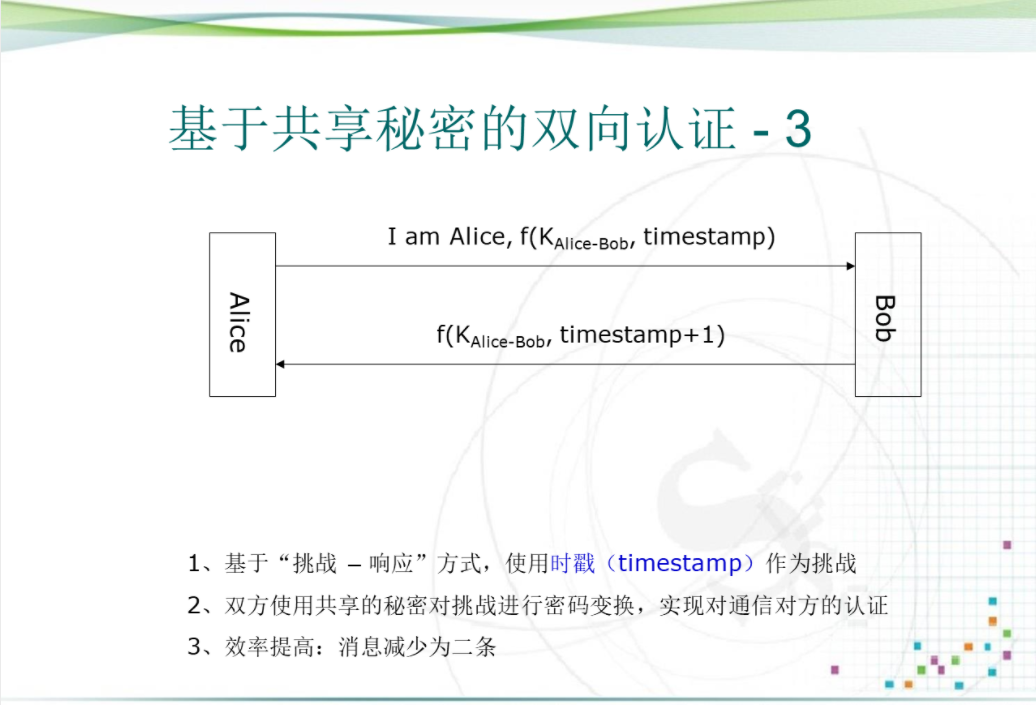 基于共享秘密的双向认证 - 3
I am Alice, f(K_Alice-Bob, timestamp)
Alice
Bob
f(K_Alice-Bob, timestamp+1)
1、基于“挑战 – 响应”方式，使用时戳（timestamp）作为挑战
2、双方使用共享的秘密对挑战进行密码变换，实现对通信对方的认证
3、效率提高：消息减少为二条